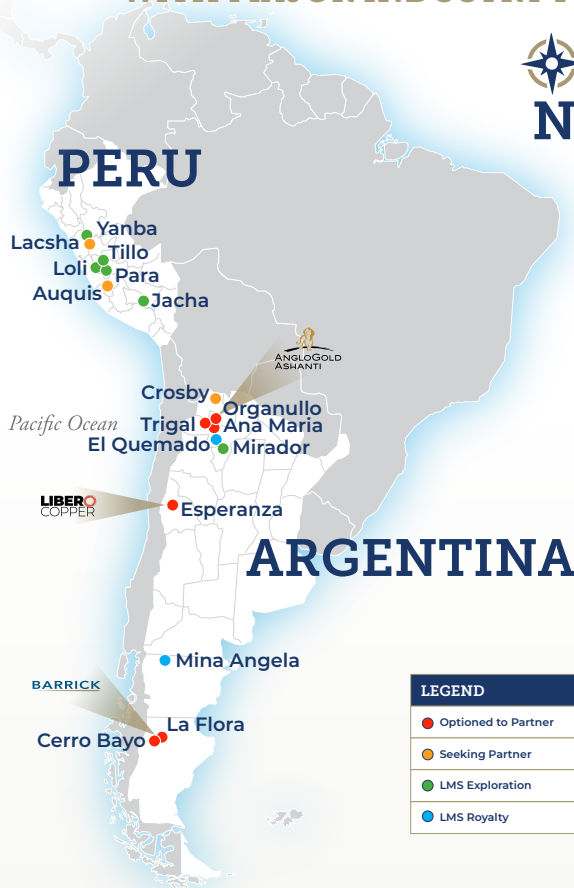 N
PERU
Yanba
Lacsha
Tillo
Loli
Para
Auquis
Jacha
ANGLOGOLD
ASHANTI
Crosby
Organullo
Pacific Ocean
Trigal
Ana Maria
El Quemado
Mirador
LIBERO
COPPER
Esperanza
ARGENTINA
Mina Angela
BARRICK
La Flora
Cerro Bayo
LEGEND
Optioned to Partner
Seeking Partner
LMS Exploration
LMS Royalty